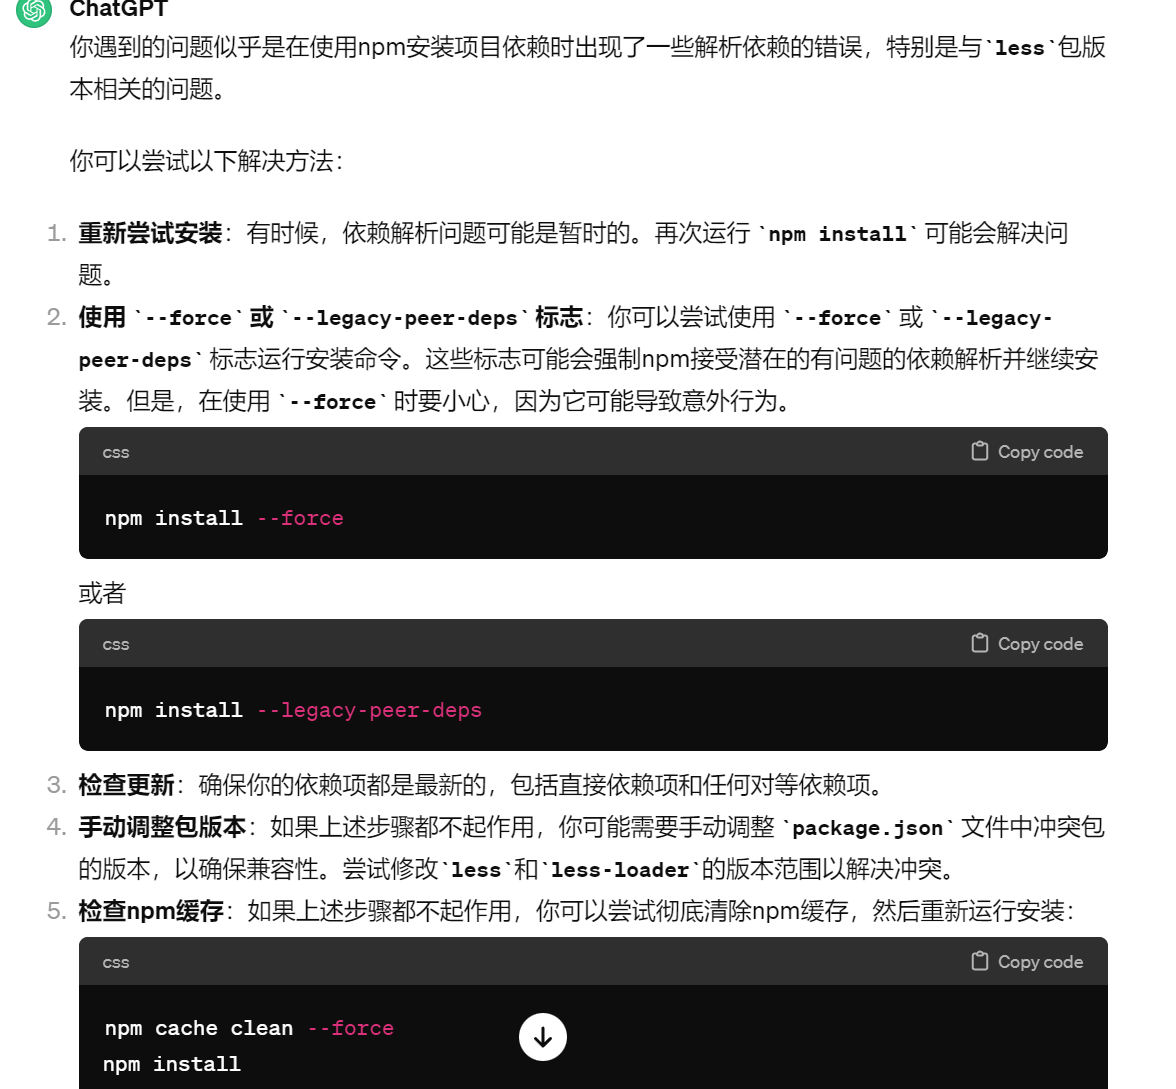 ChatGPT
你遇到的问题似乎是在使用npm安装项目依赖时出现了一些解析依赖的错误，特别是与`less`包版
本相关的问题。
你可以尝试以下解决方法：
1. 重新尝试安装：有时候，依赖解析问题可能是暂时的。再次运行 `npm install` 可能会解决问
题。
2. 使用 `--force` 或 `--legacy-peer-deps` 标志：你可以尝试使用 `--force` 或 `--legacy-
peer-deps` 标志运行安装命令。这些标志可能会强制npm接受潜在的有问题的依赖解析并继续安
装。但是，在使用 `--force` 时要小心，因为它可能导致意外行为。
css Copy code
npm install --force
或者
css Copy code
npm install --legacy-peer-deps
3. 检查更新：确保你的依赖项都是最新的，包括直接依赖项和任何对等依赖项。
4. 手动调整包版本：如果上述步骤都不起作用，你可能需要手动调整 `package.json` 文件中冲突包
的版本，以确保兼容性。尝试修改`less`和`less-loader`的版本范围以解决冲突。
5. 检查npm缓存：如果上述步骤都不起作用，你可以尝试彻底清除npm缓存，然后重新运行安装：
css Copy code
npm cache clean --force
npm install